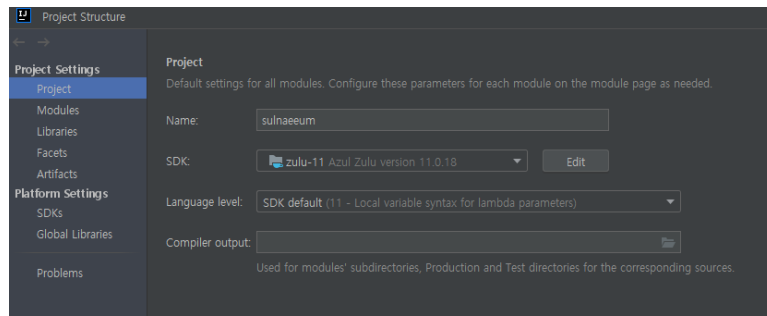 IJ Project Structure
Project Settings
Project
Modules
Libraries
Facets
Artifacts
Platform Settings
SDKs
Global Libraries
Problems
Project
Default settings for all modules. Configure these parameters for each module on the module page as needed.
Name: sulnaeeum
SDK: zulu-11 Azul Zulu version 11.0.18 Edit
Language level: SDK default (11 - Local variable syntax for lambda parameters)
Compiler output:
Used for modules' subdirectories, Production and Test directories for the corresponding sources.